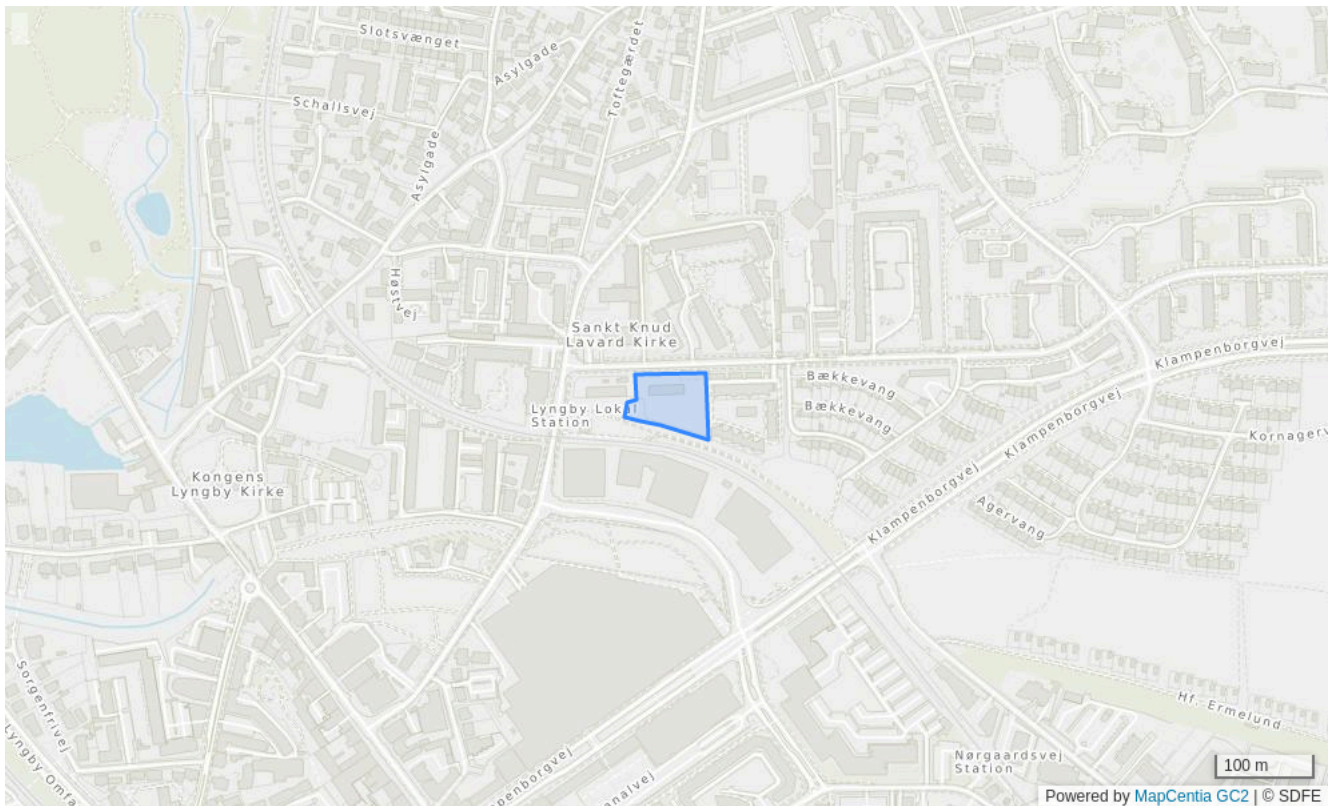 Slotsvænget
Asylgade
Toftegærdet
Schallsvej
Asylgade
Høstvej
Sankt Knud
Lavard Kirke
Klampenborgvej
Bækkevang
Lyngby Lokal
Station
Bækkevang
Klampenborgvej
Kornagerv
Kongens
Lyngby Kirke
Klampenborgvej
Agervang
Sorgenfrivej
Hf. Ermelund
Lyngby Omfa
Klampenborgvej
analvej
Nørgaardsvej
Station
100 m
Powered by MapCentia GC2 | © SDFE